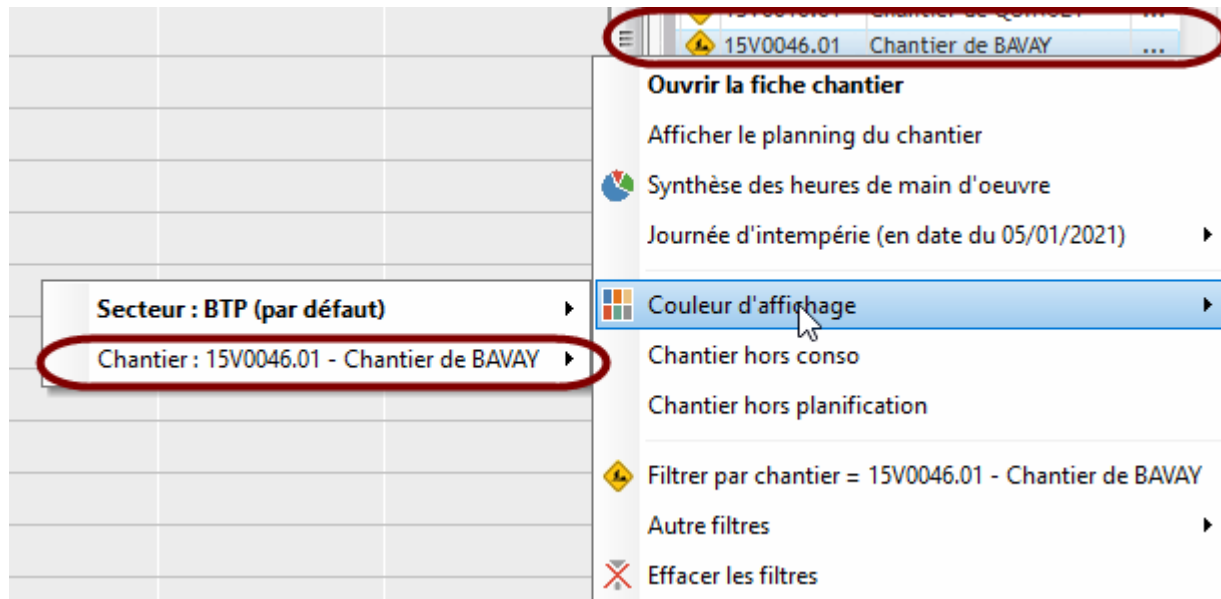 15V0046.01 Chantier de BAVAY ...
Ouvrir la fiche chantier
Afficher le planning du chantier
Synthèse des heures de main d'oeuvre
Journée d'intempérie (en date du 05/01/2021)
Couleur d'affichage
Secteur : BTP (par défaut)
Chantier : 15V0046.01 - Chantier de BAVAY
Chantier hors conso
Chantier hors planification
Filtrer par chantier = 15V0046.01 - Chantier de BAVAY
Autre filtres
Effacer les filtres